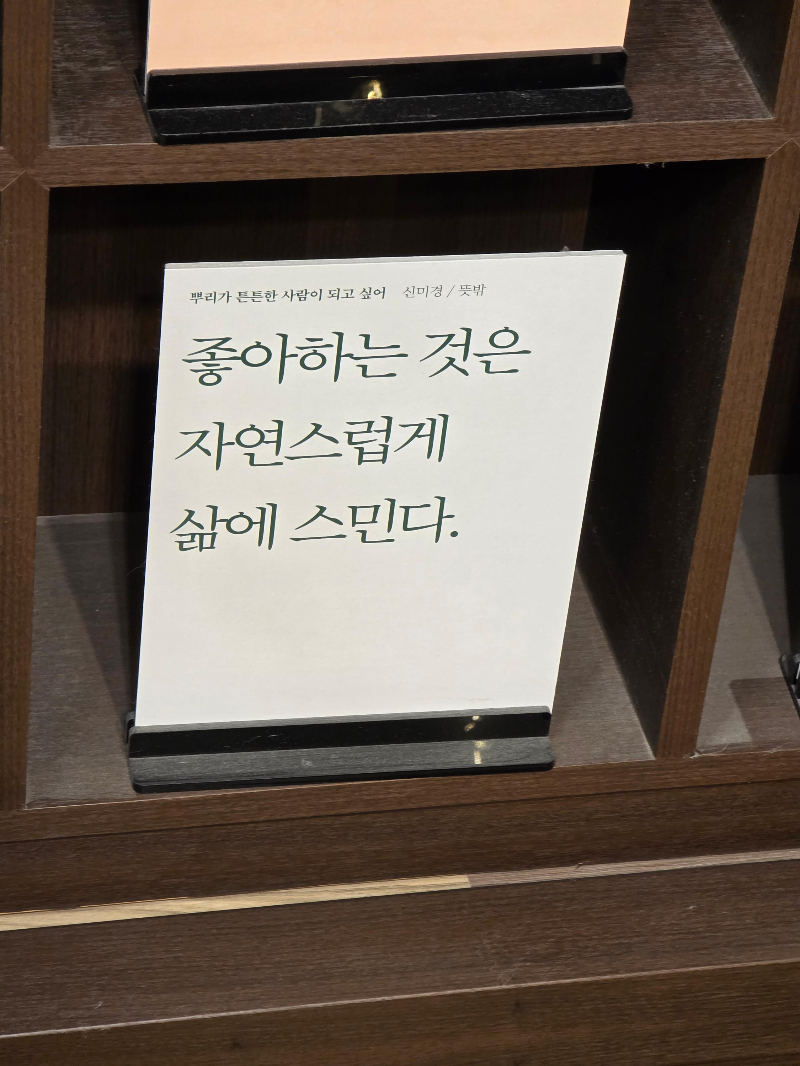 뿌리가 튼튼한 사람이 되고 싶어 신미경 / 뜻밖
좋아하는 것은
자연스럽게
삶에 스민다.